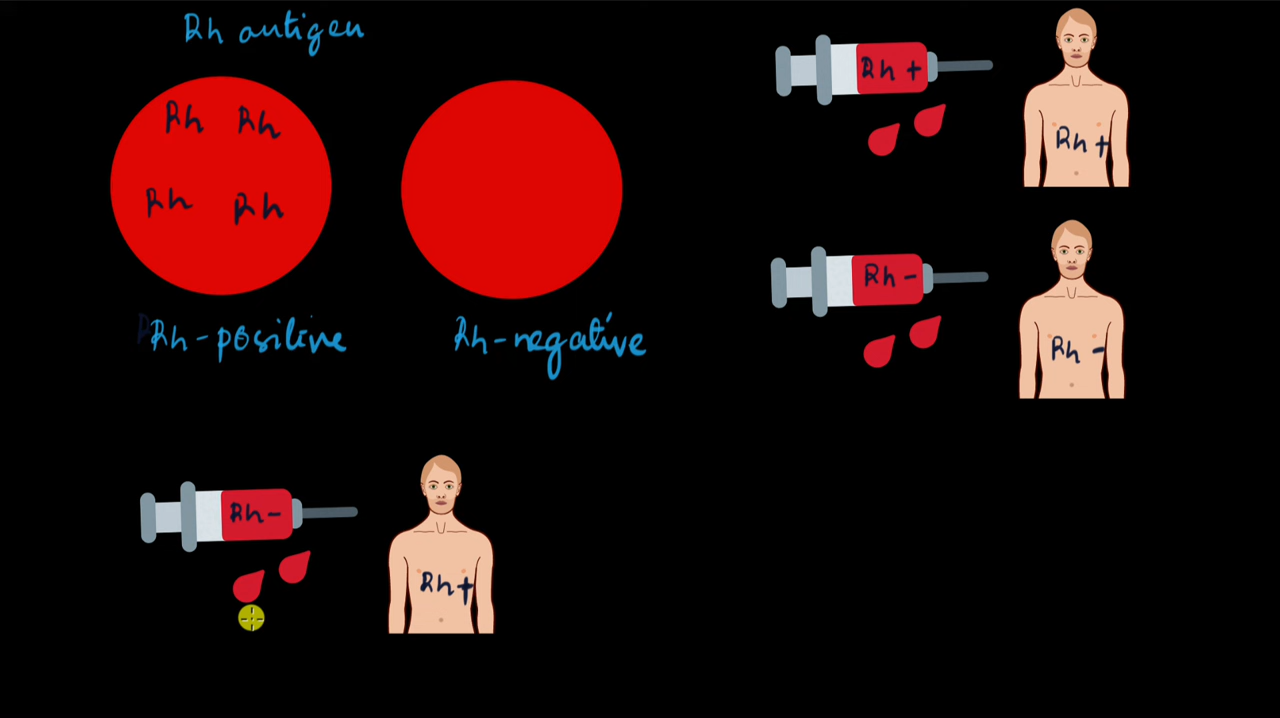 Rh antigen
Rh Rh
Rh Rh
Rh-positive
Rh-negative
Rh+
Rh+
Rh-
Rh-
Rh-
Rh+